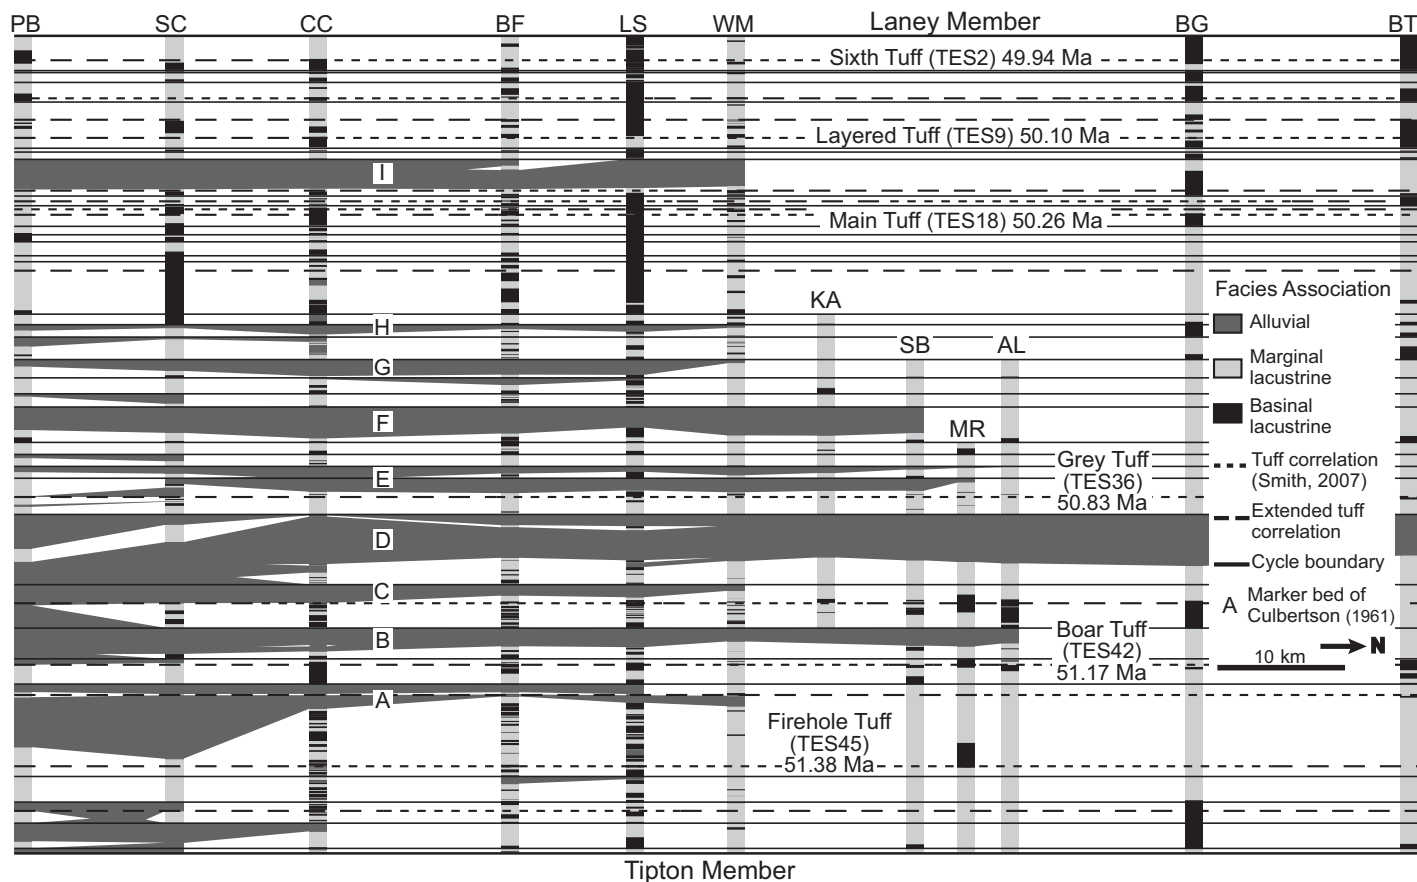 PB SC CC BF LS WM Laney Member BG BT
Sixth Tuff (TES2) 49.94 Ma
Layered Tuff (TES9) 50.10 Ma
I
Main Tuff (TES18) 50.26 Ma
KA
H
SB AL
G
F
MR
E
Grey Tuff
(TES36)
50.83 Ma
D
C
B
Boar Tuff
(TES42)
51.17 Ma
A
Firehole Tuff
(TES45)
51.38 Ma
Tipton Member
Facies Association
Alluvial
Marginal
lacustrine
Basinal
lacustrine
Tuff correlation
(Smith, 2007)
Extended tuff
correlation
Cycle boundary
A Marker bed of
Culbertson (1961)
N
10 km